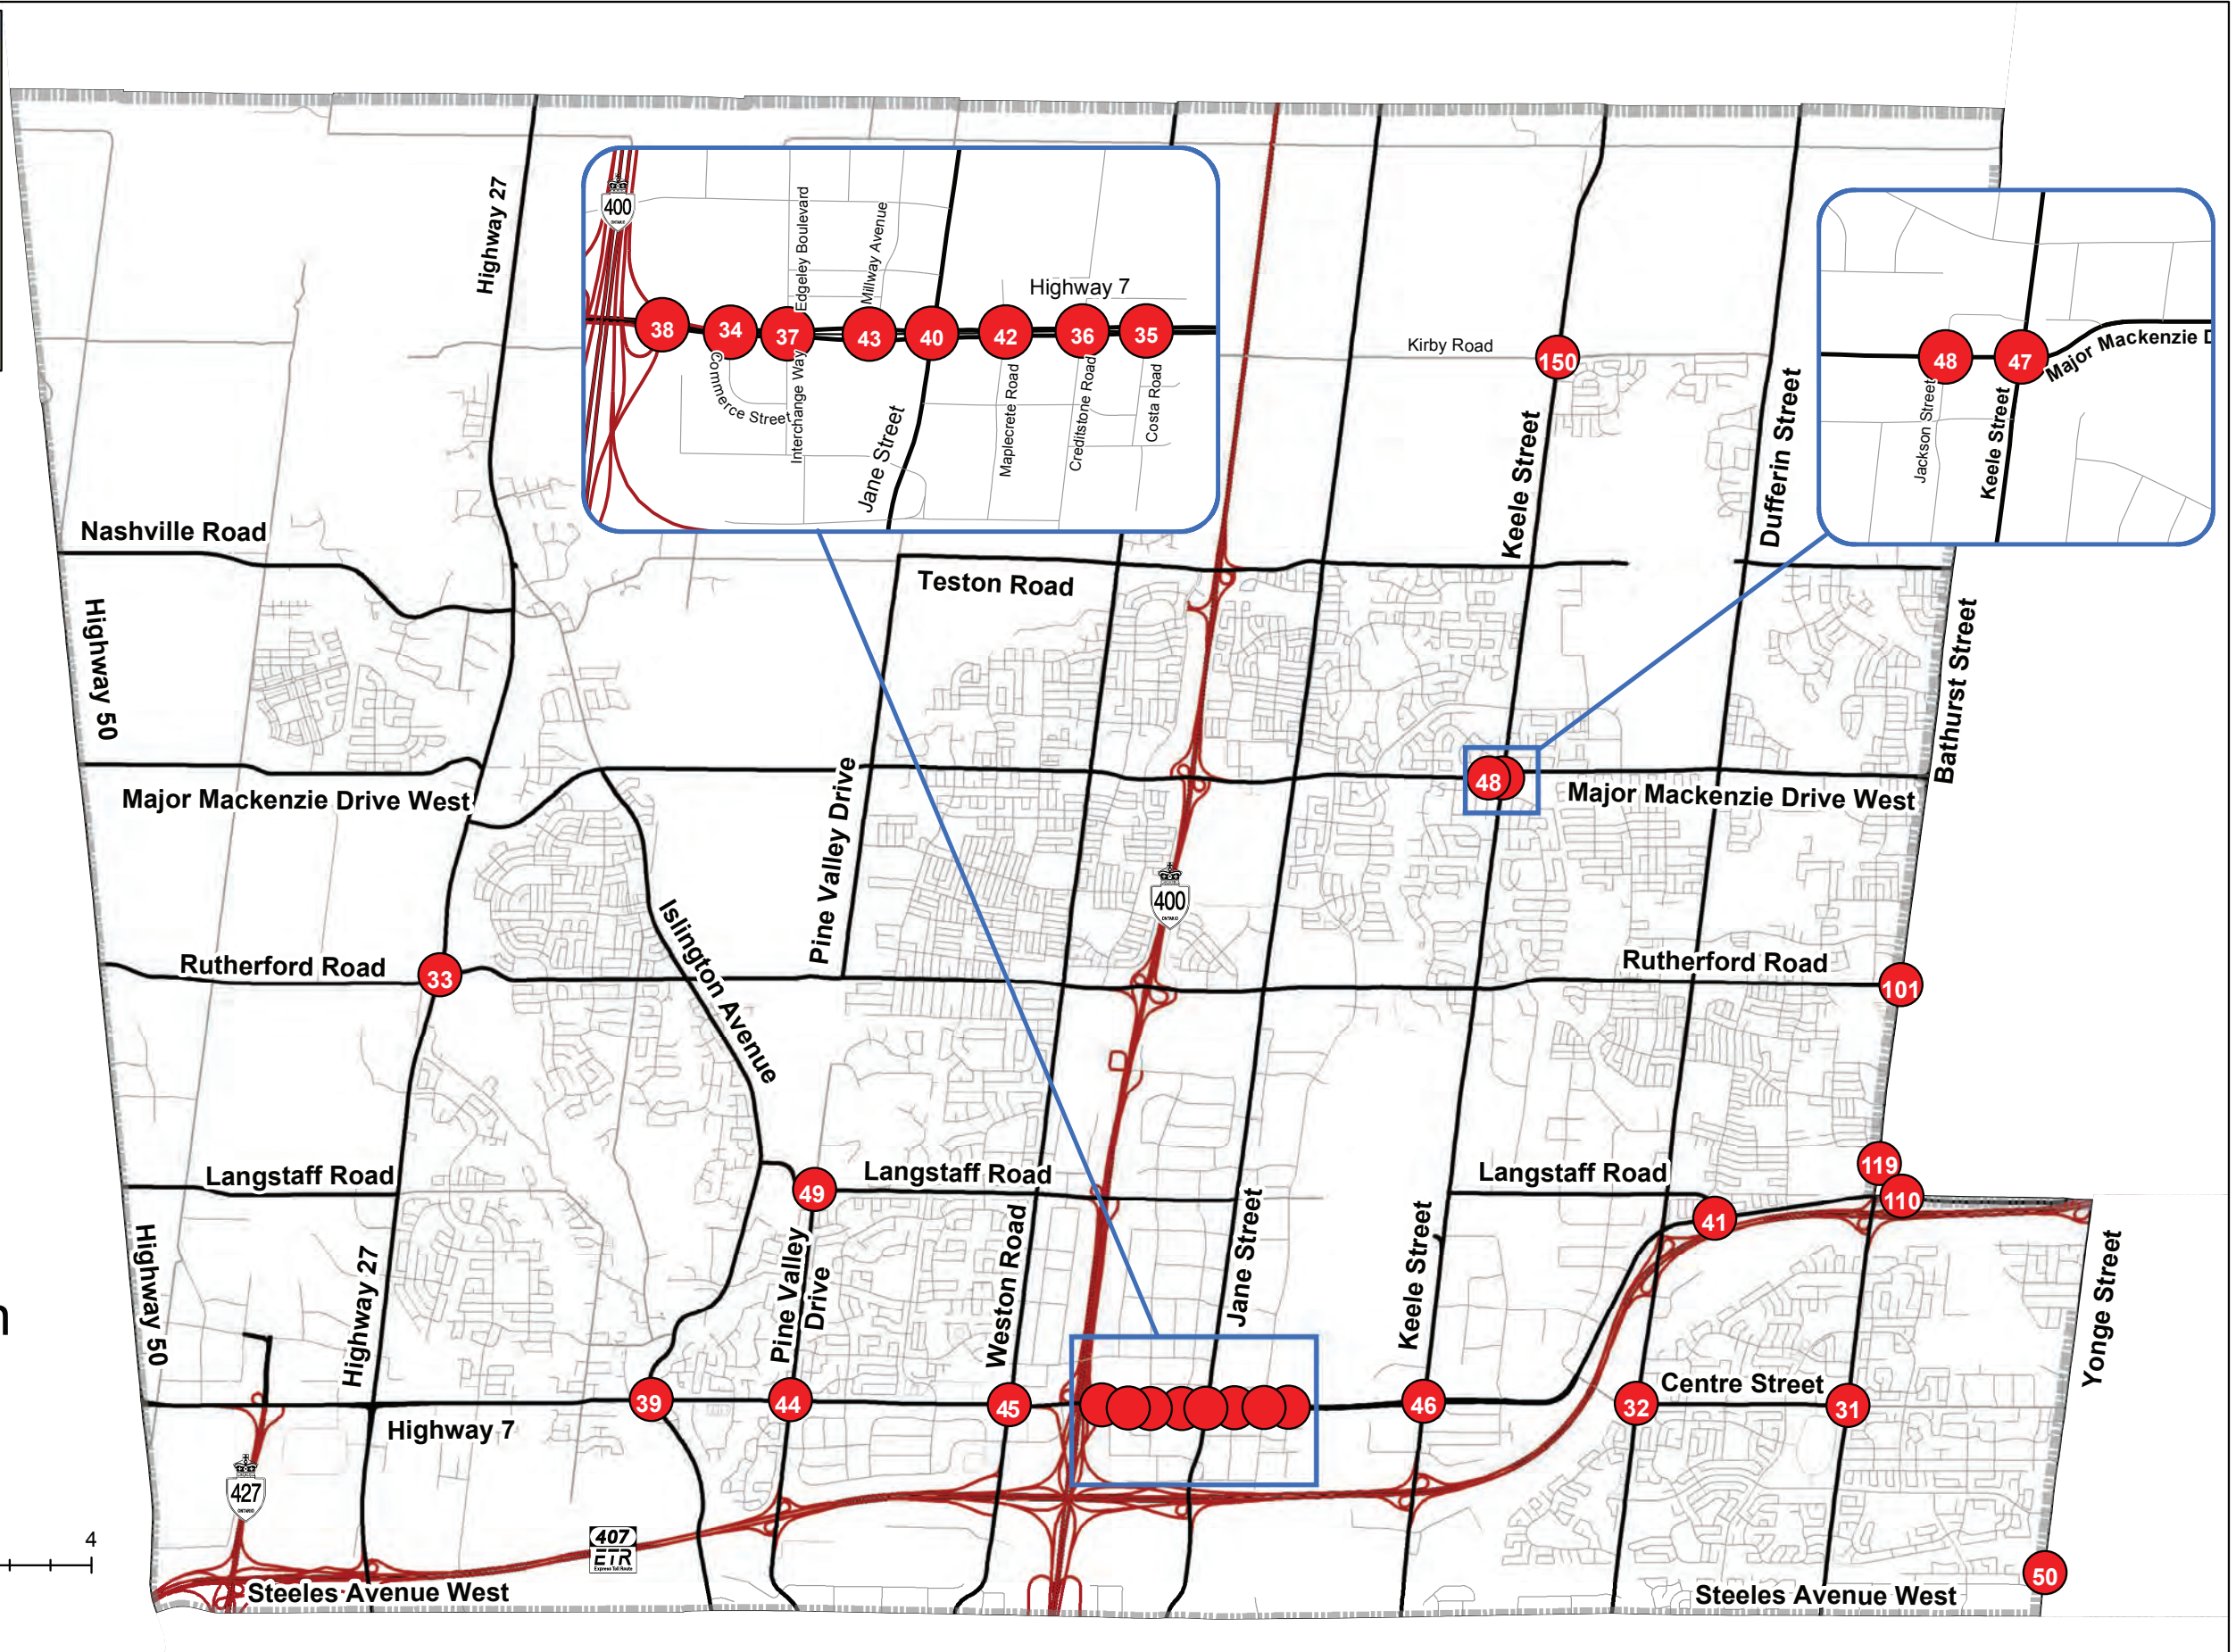 Highway 27
400
ONTARIO
Edgeley Boulevard
Millway Avenue
Highway 7
38
34
37
43
40
42
36
35
Commerce Street
Interchange Way
Jane Street
Maplecrete Road
Creditstone Road
Costa Road
Kirby Road
150
48
47
Major Mackenzie D
Jackson Street
Keele Street
Keele Street
Dufferin Street
Nashville Road
Teston Road
Highway 50
Bathurst Street
Major Mackenzie Drive West
Pine Valley Drive
48
Major Mackenzie Drive West
400
ONTARIO
Islington Avenue
Rutherford Road
33
Rutherford Road
101
Langstaff Road
49
Langstaff Road
Langstaff Road
119
110
41
Highway 50
Highway 27
Pine Valley
Drive
Weston Road
Jane Street
Keele Street
Yonge Street
n
39
44
45
46
32
Centre Street
31
Highway 7
427
ONTARIO
4
407
ETR
Express Toll Route
50
Steeles Avenue West
Steeles Avenue West